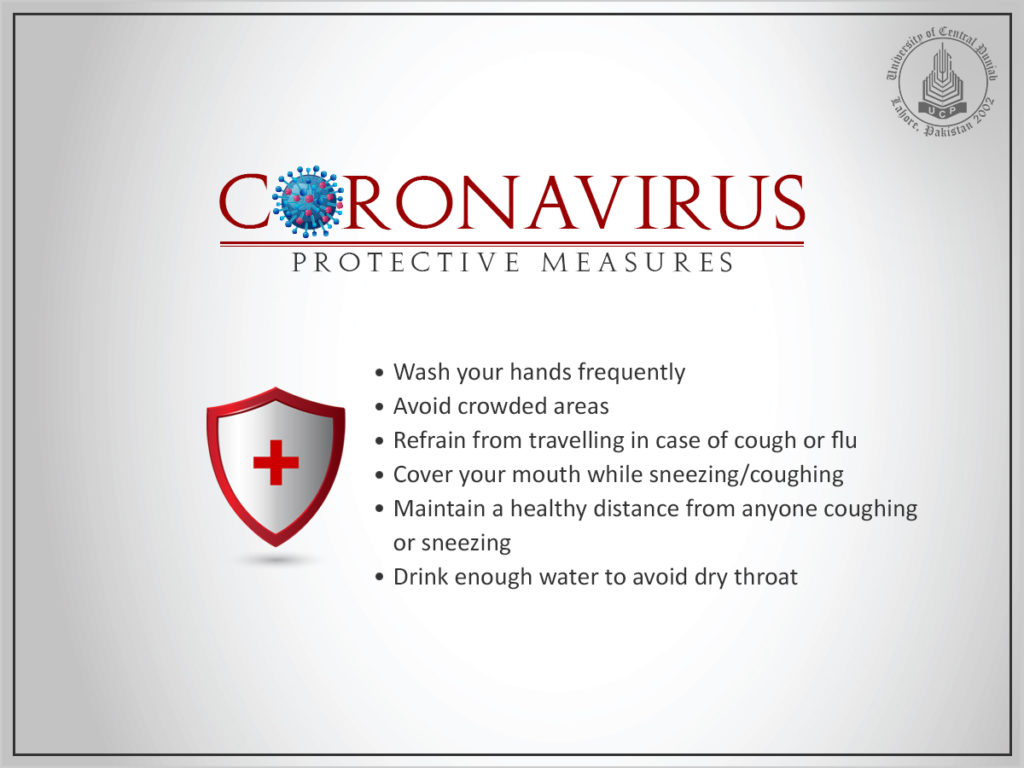 University of Central Punjab
UCP
Lahore, Pakistan 2002
CORONAVIRUS
PROTECTIVE MEASURES
• Wash your hands frequently
• Avoid crowded areas
• Refrain from travelling in case of cough or flu
• Cover your mouth while sneezing/coughing
• Maintain a healthy distance from anyone coughing
or sneezing
• Drink enough water to avoid dry throat